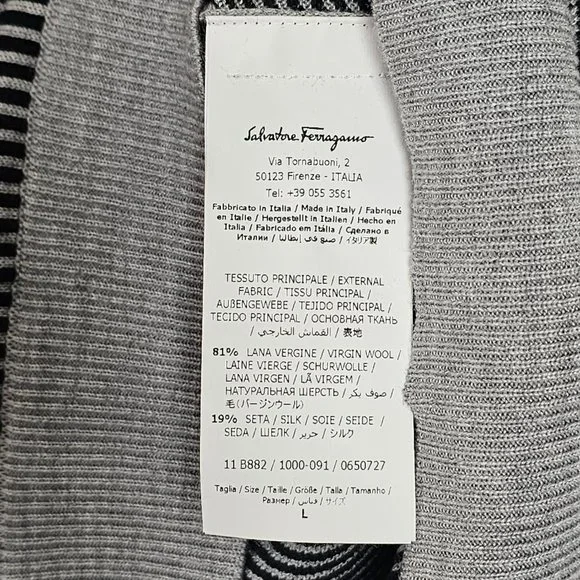 Salvatore Ferragamo
Via Tornabuoni, 2
50123 Firenze - ITALIA
Tel: +39 055 3561
Fabbricato in Italia / Made in Italy / Fabriqué
en Italie / Hergestellt in Italien / Hecho en
Italia / Fabricado em Itália / Сделано в
Италии / صنع في إيطاليا / イタリア製
TESSUTO PRINCIPALE / EXTERNAL
FABRIC / TISSU PRINCIPAL /
AUßENGEWEBE / TEJIDO PRINCIPAL /
TECIDO PRINCIPAL / ОСНОВНАЯ ТКАНЬ
/ القماش الخارجي / 表地
81% LANA VERGINE / VIRGIN WOOL /
LAINE VIERGE / SCHURWOLLE /
LANA VIRGEN / LÃ VIRGEM /
НАТУРАЛЬНАЯ ШЕРСТЬ / صوف بكر /
毛(バージンウール)
19% SETA / SILK / SOIE / SEIDE /
SEDA / ШЕЛК / حرير / シルク
11 B882 / 1000-091 / 0650727
Taglia / Size / Taille / Größe / Talla / Tamanho /
Размер / قياس / サイズ
L